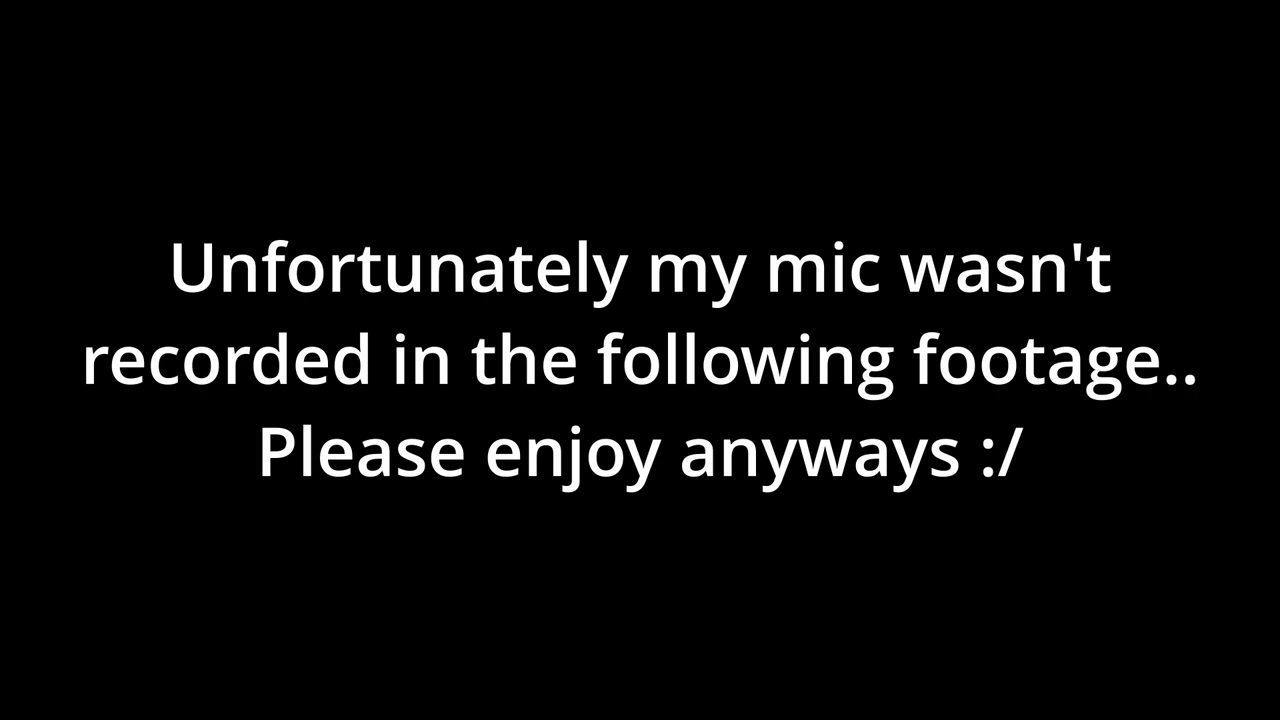 Unfortunately my mic wasn't
recorded in the following footage..
Please enjoy anyways :/